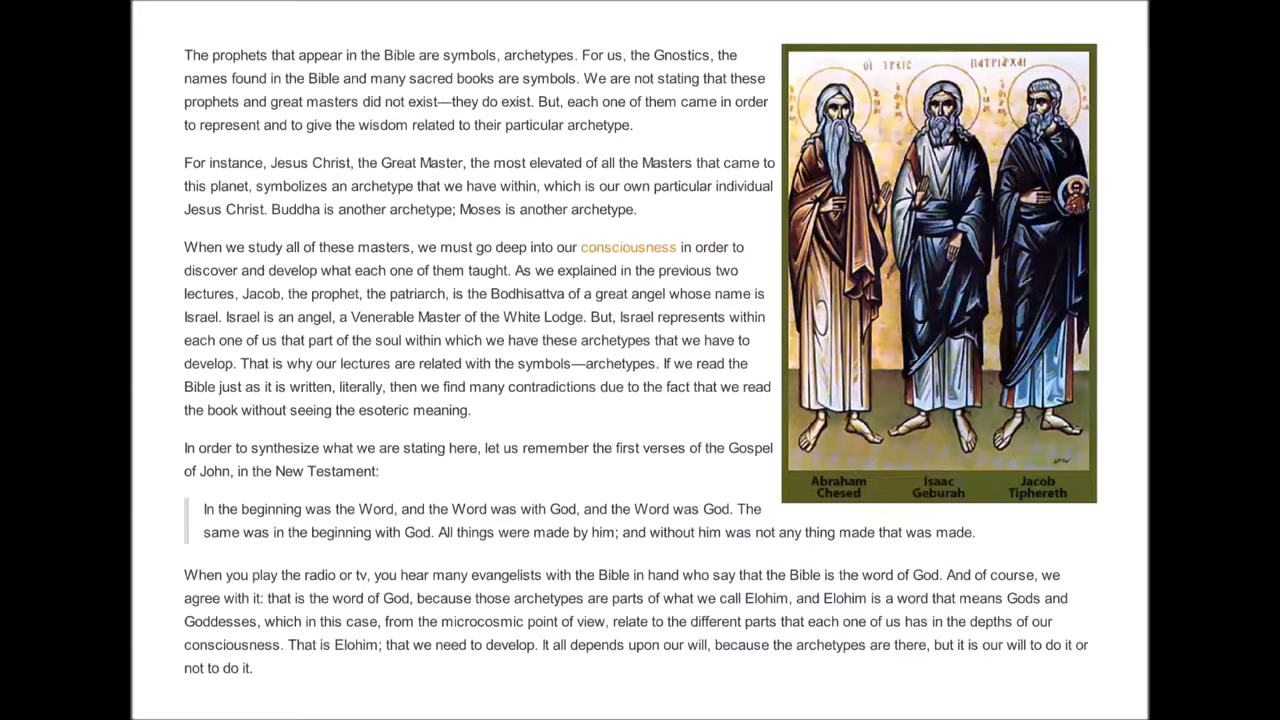 The prophets that appear in the Bible are symbols, archetypes. For us, the Gnostics, the
names found in the Bible and many sacred books are symbols. We are not stating that these
prophets and great masters did not exist—they do exist. But, each one of them came in order
to represent and to give the wisdom related to their particular archetype.
For instance, Jesus Christ, the Great Master, the most elevated of all the Masters that came to
this planet, symbolizes an archetype that we have within, which is our own particular individual
Jesus Christ. Buddha is another archetype; Moses is another archetype.
When we study all of these masters, we must go deep into our consciousness in order to
discover and develop what each one of them taught. As we explained in the previous two
lectures, Jacob, the prophet, the patriarch, is the Bodhisattva of a great angel whose name is
Israel. Israel is an angel, a Venerable Master of the White Lodge. But, Israel represents within
each one of us that part of the soul within which we have these archetypes that we have to
develop. That is why our lectures are related with the symbols—archetypes. If we read the
Bible just as it is written, literally, then we find many contradictions due to the fact that we read
the book without seeing the esoteric meaning.
In order to synthesize what we are stating here, let us remember the first verses of the Gospel
of John, in the New Testament:
In the beginning was the Word, and the Word was with God, and the Word was God. The
same was in the beginning with God. All things were made by him; and without him was not any thing made that was made.
When you play the radio or tv, you hear many evangelists with the Bible in hand who say that the Bible is the word of God. And of course, we
agree with it: that is the word of God, because those archetypes are parts of what we call Elohim, and Elohim is a word that means Gods and
Goddesses, which in this case, from the microcosmic point of view, relate to the different parts that each one of us has in the depths of our
consciousness. That is Elohim; that we need to develop. It all depends upon our will, because the archetypes are there, but it is our will to do it or
not to do it.
οἱ τρεῖς πατριάρχαι
Abraham Isaac Jacob
Chesed Geburah Tiphereth